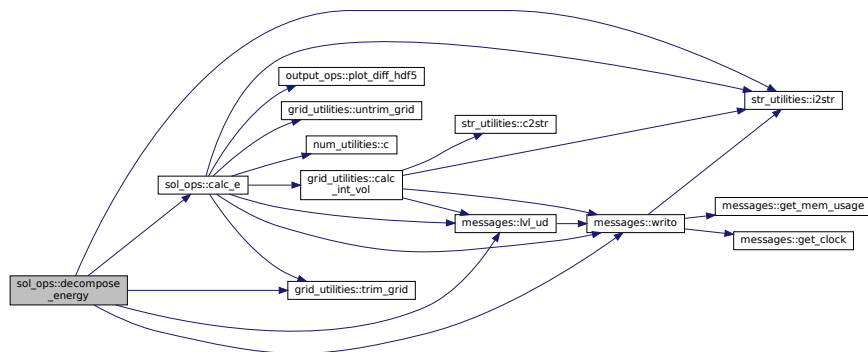 sol_ops::decompose
_energy
sol_ops::calc_e
output_ops::plot_diff_hdf5
grid_utilities::untrim_grid
num_utilities::c
grid_utilities::calc
_int_vol
grid_utilities::trim_grid
str_utilities::c2str
messages::lvl_ud
messages::writo
str_utilities::i2str
messages::get_mem_usage
messages::get_clock